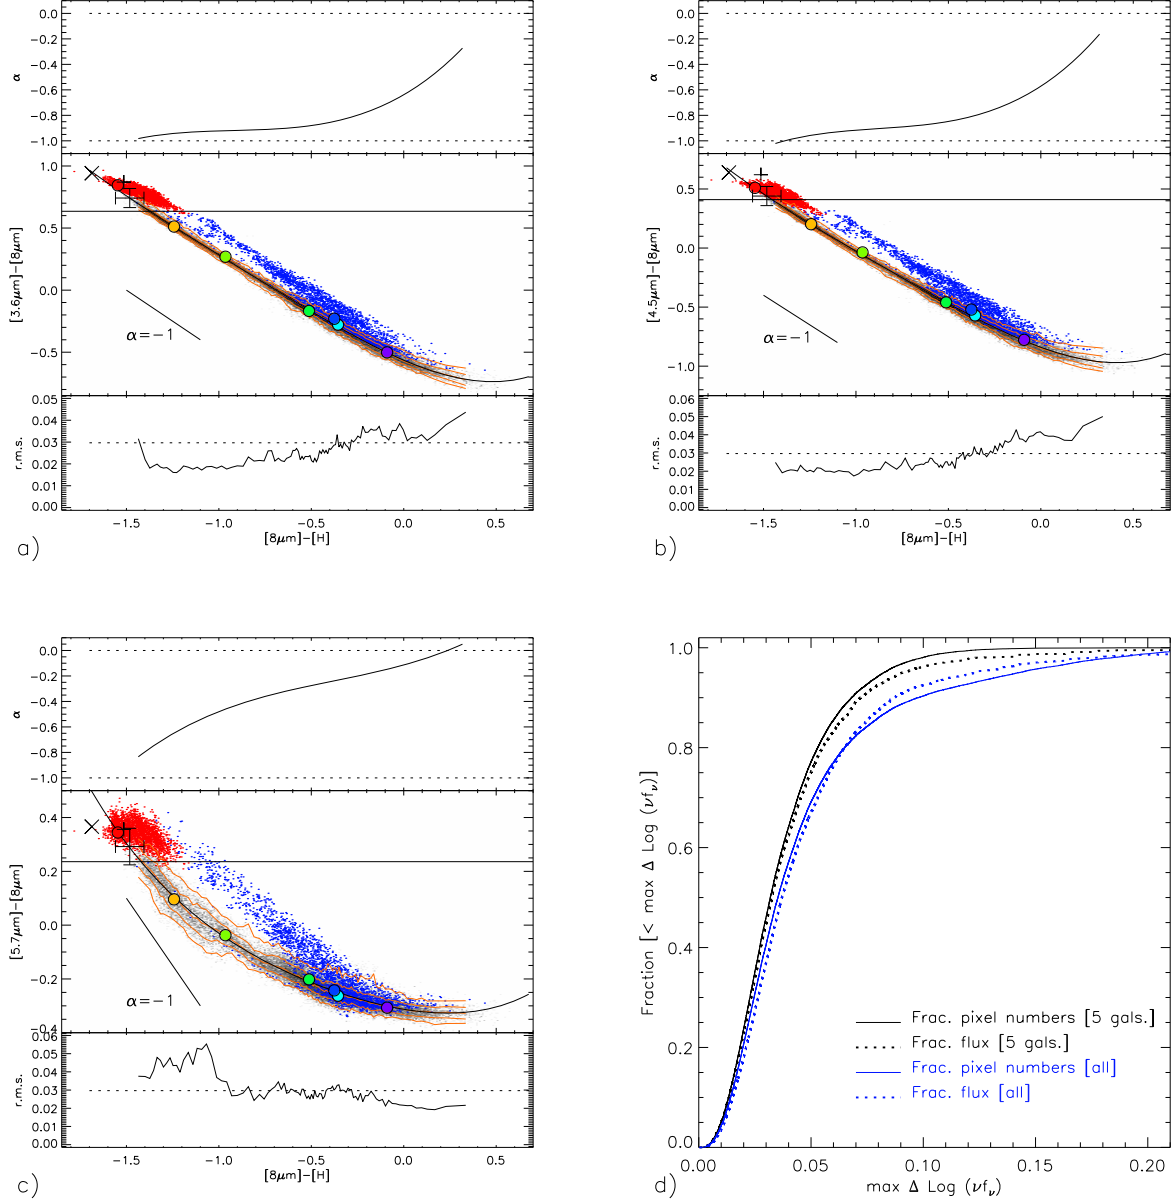 0.0
−0.2
−0.4
−0.6
−0.8
−1.0
α
1.0
0.5
0.0
−0.5
[3.6μm]−[8μm]
α=−1
0.05
0.04
0.03
0.02
0.01
0.00
r.m.s.
−1.5 −1.0 −0.5 0.0 0.5
[8μm]−[H]
a)
0.0
−0.2
−0.4
−0.6
−0.8
−1.0
α
0.5
0.0
−0.5
−1.0
[4.5μm]−[8μm]
α=−1
0.06
0.05
0.04
0.03
0.02
0.01
0.00
r.m.s.
−1.5 −1.0 −0.5 0.0 0.5
[8μm]−[H]
b)
0.0
−0.2
−0.4
−0.6
−0.8
−1.0
α
0.4
0.2
0.0
−0.2
−0.4
[5.7μm]−[8μm]
α=−1
0.06
0.05
0.04
0.03
0.02
0.01
0.00
r.m.s.
−1.5 −1.0 −0.5 0.0 0.5
[8μm]−[H]
c)
1.0
0.8
0.6
0.4
0.2
0.0
Fraction [< max Δ Log (νfν)]
Frac. pixel numbers [5 gals.]
Frac. flux [5 gals.]
Frac. pixel numbers [all]
Frac. flux [all]
0.00 0.05 0.10 0.15 0.20
max Δ Log (νfν)
d)